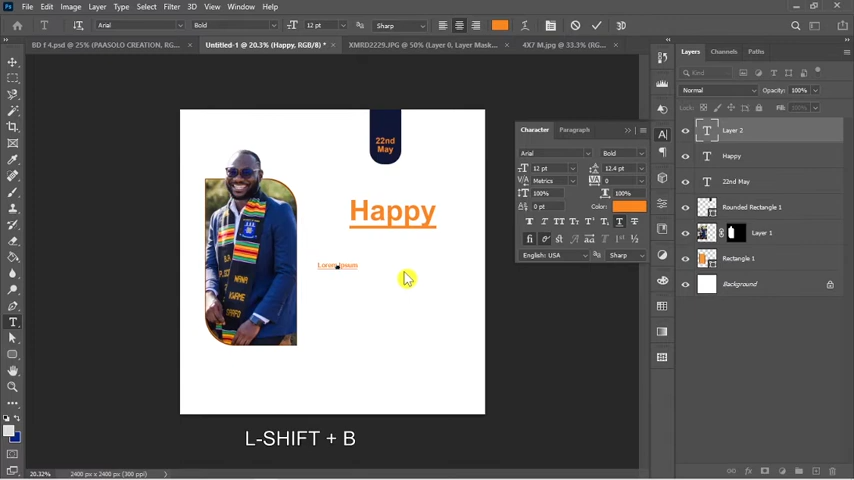 File Edit Image Layer Type Select Filter 3D View Window Help
Arial Bold 12 pt Sharp 3D
BD f 4.psd @ 25% (PAASOLO CREATION, RGB/8) * × Untitled-1 @ 20.3% (Happy, RGB/8) * × XMRD2229.JPG @ 50% (Layer 0, Layer Mask... × 4X7 M.jpg @ 33.3% (RG... ×
22nd
May
Happy
Lorem Ipsum
L-SHIFT + B
Character Paragraph
Arial Bold
12 pt 12.4 pt
Metrics 0
100% 100%
0 pt Color:
English: USA Sharp
Layers Channels Paths
Kind
Normal Opacity: 100%
Lock: Fill: 100%
Layer 2
Happy
22nd May
Rounded Rectangle 1
Layer 1
Rectangle 1
Background
20.32% 2400 px x 2400 px (300 ppi)